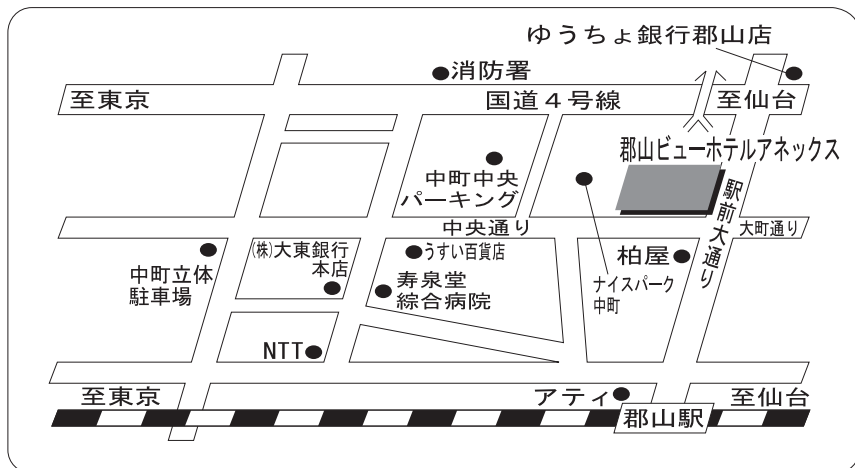 ゆうちょ銀行郡山店
消防署
至東京
国道４号線
至仙台
郡山ビューホテルアネックス
中町中央
パーキング
駅前大通り
中央通り
大町通り
(株)大東銀行
本店
うすい百貨店
柏屋
中町立体
駐車場
寿泉堂
綜合病院
ナイスパーク
中町
NTT
至東京
アティ
至仙台
郡山駅